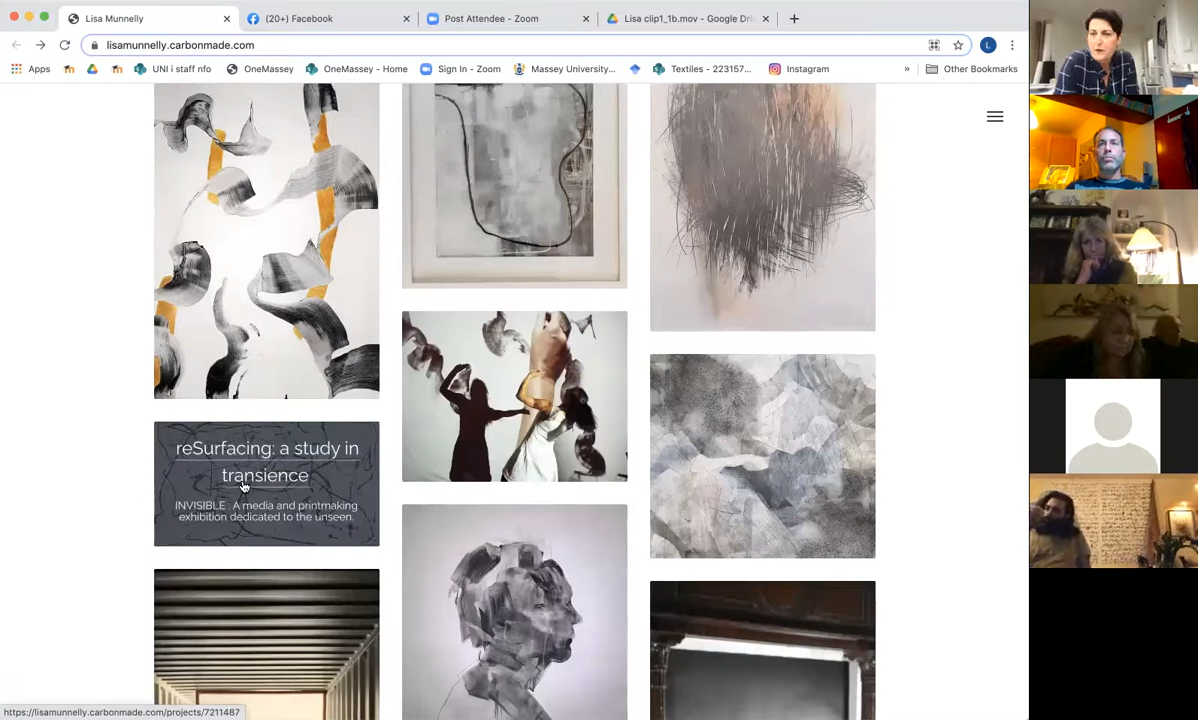 Lisa Munnelly
(20+) Facebook
Post Attendee - Zoom
Lisa clip1_1b.mov - Google Dri
lisamunnelly.carbonmade.com
L
Apps
UNI i staff nfo
OneMassey
OneMassey - Home
Sign In - Zoom
Massey University...
Textiles - 223157...
Instagram
»
Other Bookmarks
reSurfacing: a study in
transience
INVISIBLE : A media and printmaking
exhibition dedicated to the unseen.
https://lisamunnelly.carbonmade.com/projects/7211487